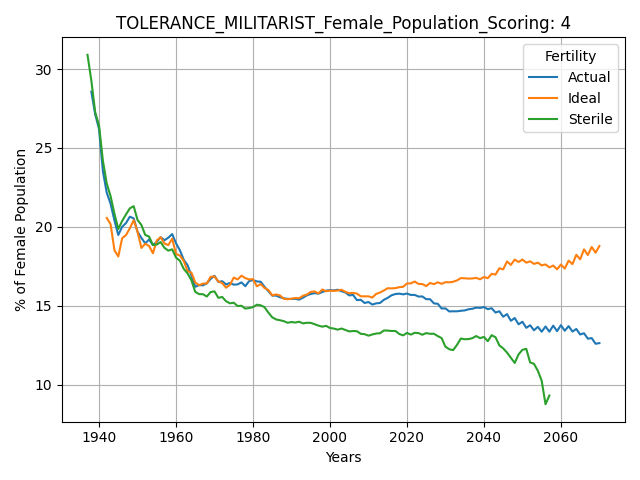 TOLERANCE_MILITARIST_Female_Population_Scoring: 4
Fertility
Actual
Ideal
Sterile
% of Female Population
30
25
20
15
10
1940 1960 1980 2000 2020 2040 2060
Years